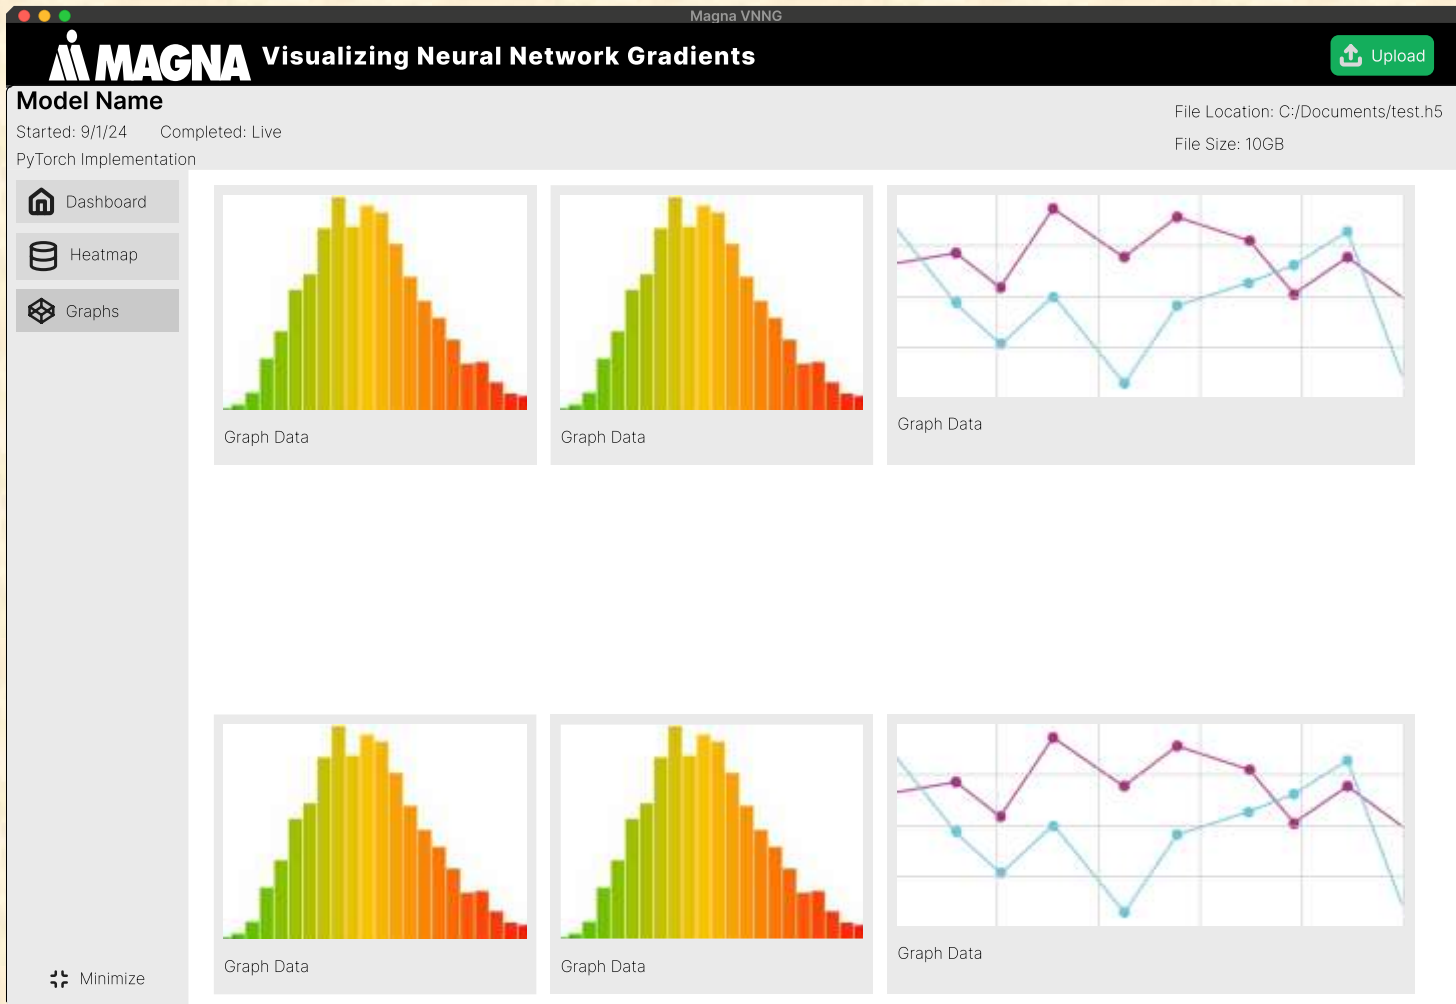 Magna VNNG
MAGNA Visualizing Neural Network Gradients
Upload
Model Name
Started: 9/1/24 Completed: Live
PyTorch Implementation
File Location: C:/Documents/test.h5
File Size: 10GB
Dashboard
Heatmap
Graphs
Graph Data
Graph Data
Graph Data
Graph Data
Graph Data
Graph Data
Minimize